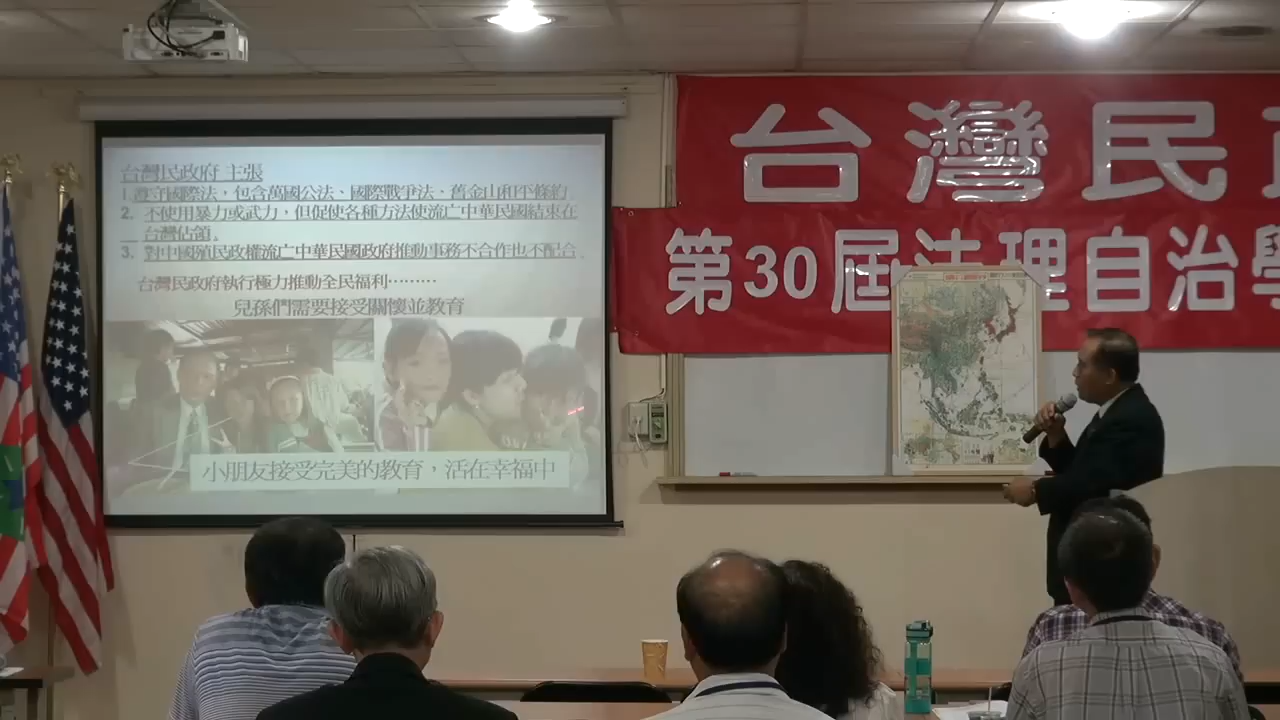 台灣民政府 主張
1.遵守國際法，包含萬國公法、國際戰爭法、舊金山和平條約
2. 不使用暴力或武力，但促使各種方法使流亡中華民國結束在
台灣佔領。
3. 對中國殖民政權流亡中華民國政府推動事務不合作也不配合。
台灣民政府執行極力推動全民福利………
兒孫們需要接受關懷並教育
小朋友接受完美的教育，活在幸福中
台灣民
第30屆法理自治學